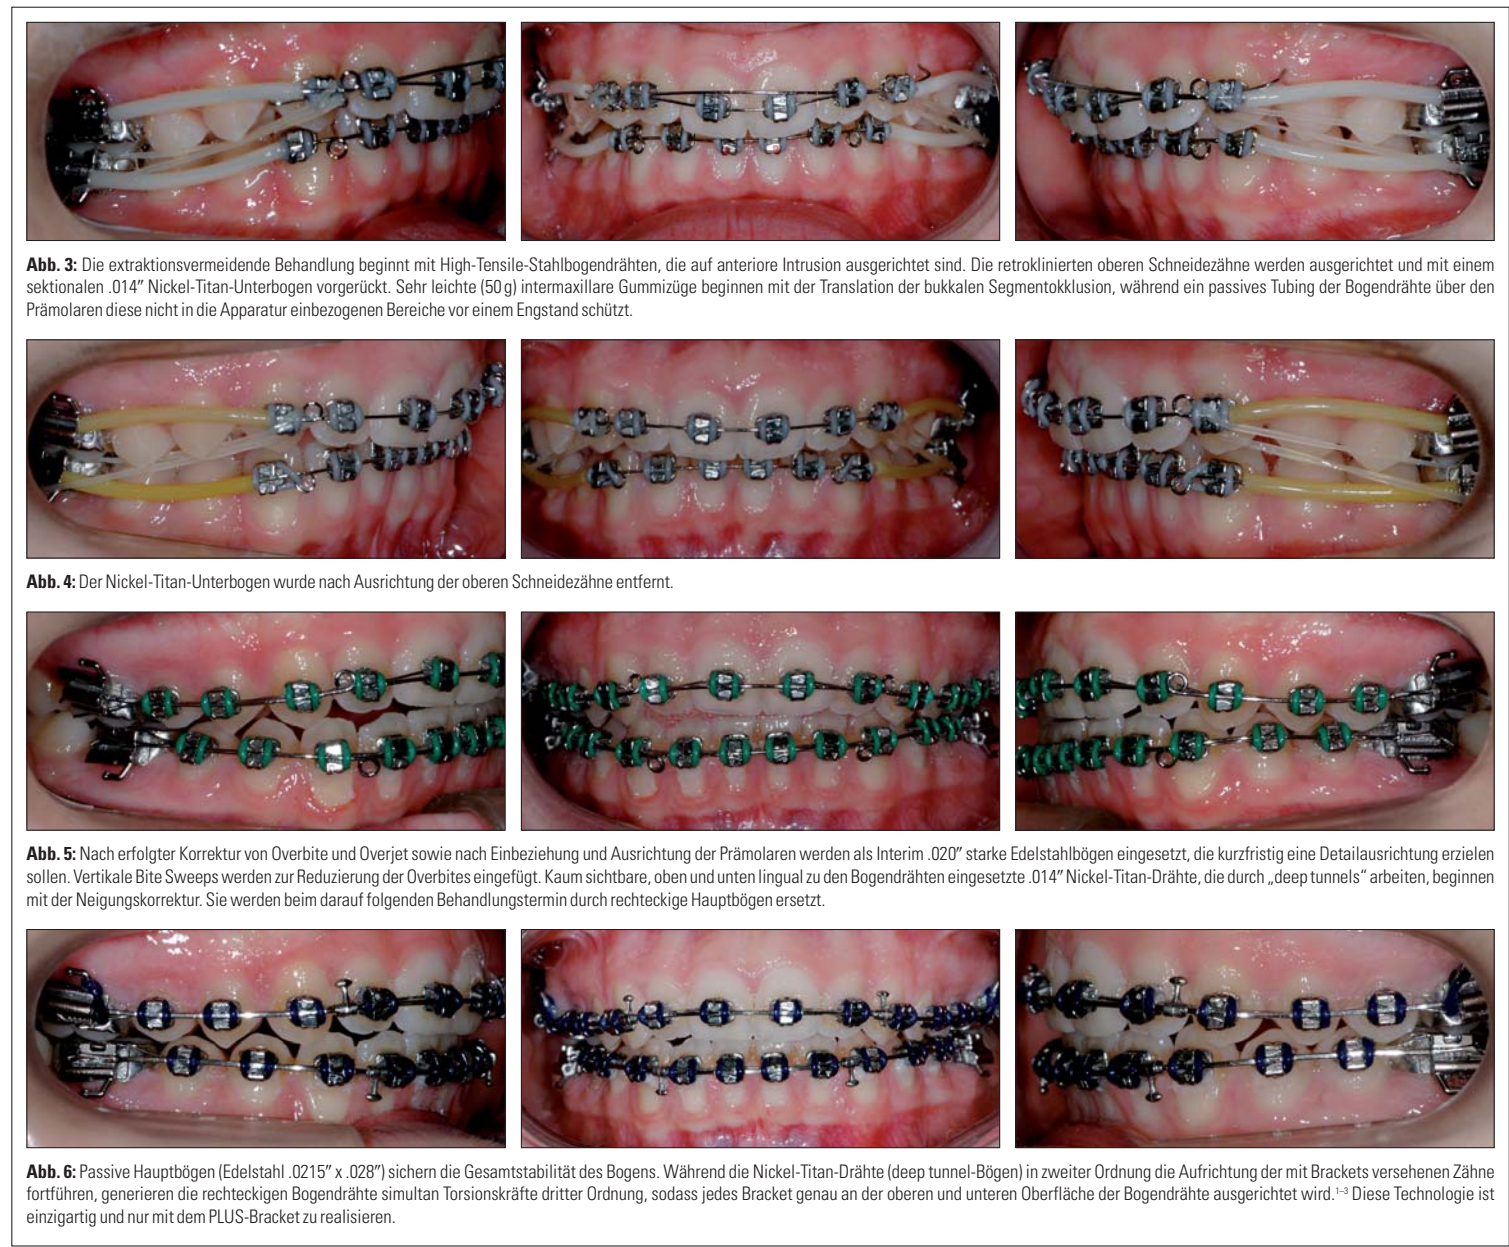 Abb. 3: Die extraktionsvermeidende Behandlung beginnt mit High-Tensile-Stahlbogendrähten, die auf anteriore Intrusion ausgerichtet sind. Die retroklinierten oberen Schneidezähne werden ausgerichtet und mit einem
sektionalen .014″ Nickel-Titan-Unterbogen vorgerückt. Sehr leichte (50 g) intermaxillare Gummizüge beginnen mit der Translation der bukkalen Segmentokklusion, während ein passives Tubing der Bogendrähte über den
Prämolaren diese nicht in die Apparatur einbezogenen Bereiche vor einem Engstand schützt.
Abb. 4: Der Nickel-Titan-Unterbogen wurde nach Ausrichtung der oberen Schneidezähne entfernt.
Abb. 5: Nach erfolgter Korrektur von Overbite und Overjet sowie nach Einbeziehung und Ausrichtung der Prämolaren werden als Interim .020″ starke Edelstahlbögen eingesetzt, die kurzfristig eine Detailausrichtung erzielen
sollen. Vertikale Bite Sweeps werden zur Reduzierung der Overbites eingefügt. Kaum sichtbare, oben und unten lingual zu den Bogendrähten eingesetzte .014″ Nickel-Titan-Drähte, die durch „deep tunnels“ arbeiten, beginnen
mit der Neigungskorrektur. Sie werden beim darauf folgenden Behandlungstermin durch rechteckige Hauptbögen ersetzt.
Abb. 6: Passive Hauptbögen (Edelstahl .0215″ x .028″) sichern die Gesamtstabilität des Bogens. Während die Nickel-Titan-Drähte (deep tunnel-Bögen) in zweiter Ordnung die Aufrichtung der mit Brackets versehenen Zähne
fortführen, generieren die rechteckigen Bogendrähte simultan Torsionskräfte dritter Ordnung, sodass jedes Bracket genau an der oberen und unteren Oberfläche der Bogendrähte ausgerichtet wird.¹⁻³ Diese Technologie ist
einzigartig und nur mit dem PLUS-Bracket zu realisieren.